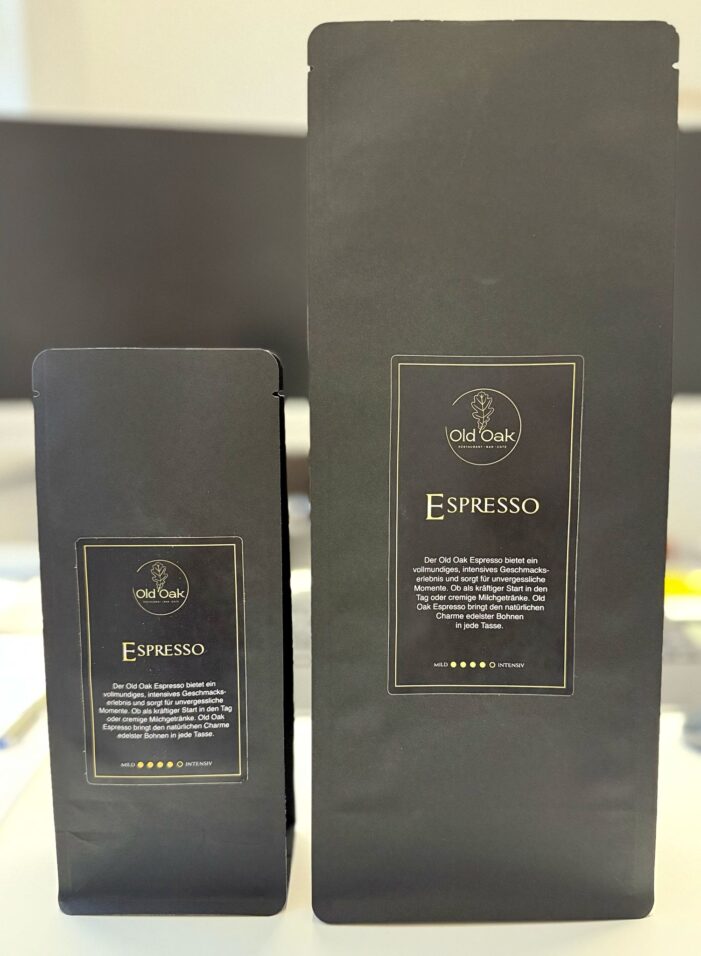 Old Oak
RESTAURANT • BAR • CAFE
ESPRESSO
Der Old Oak Espresso bietet ein
vollmundiges, intensives Geschmacks-
erlebnis und sorgt für unvergessliche
Momente. Ob als kräftiger Start in den Tag
oder cremige Milchgetränke. Old Oak
Espresso bringt den natürlichen Charme
edelster Bohnen in jede Tasse.
MILD INTENSIV
Old Oak
RESTAURANT • BAR • CAFE
ESPRESSO
Der Old Oak Espresso bietet ein
vollmundiges, intensives Geschmacks-
erlebnis und sorgt für unvergessliche
Momente. Ob als kräftiger Start in den
Tag oder cremige Milchgetränke. Old
Oak Espresso bringt den natürlichen
Charme edelster Bohnen
in jede Tasse.
MILD INTENSIV